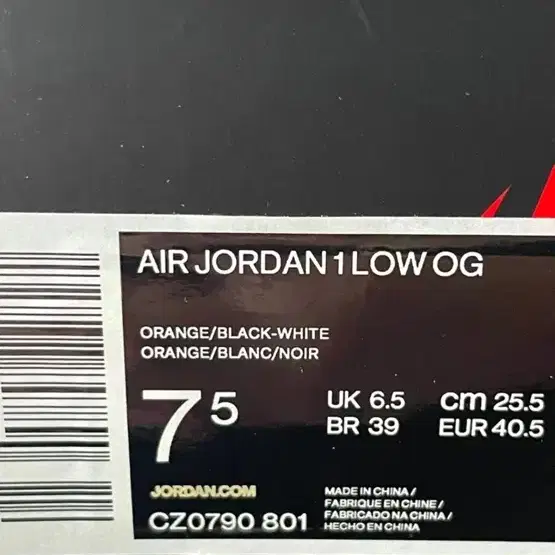 AIR JORDAN 1 LOW OG
ORANGE/BLACK-WHITE
ORANGE/BLANC/NOIR
7 5
UK 6.5 cm 25.5
BR 39 EUR 40.5
JORDAN.COM
CZ0790 801
MADE IN CHINA /
FABRIQUE EN CHINE /
FABRICADO NA CHINA /
HECHO EN CHINA